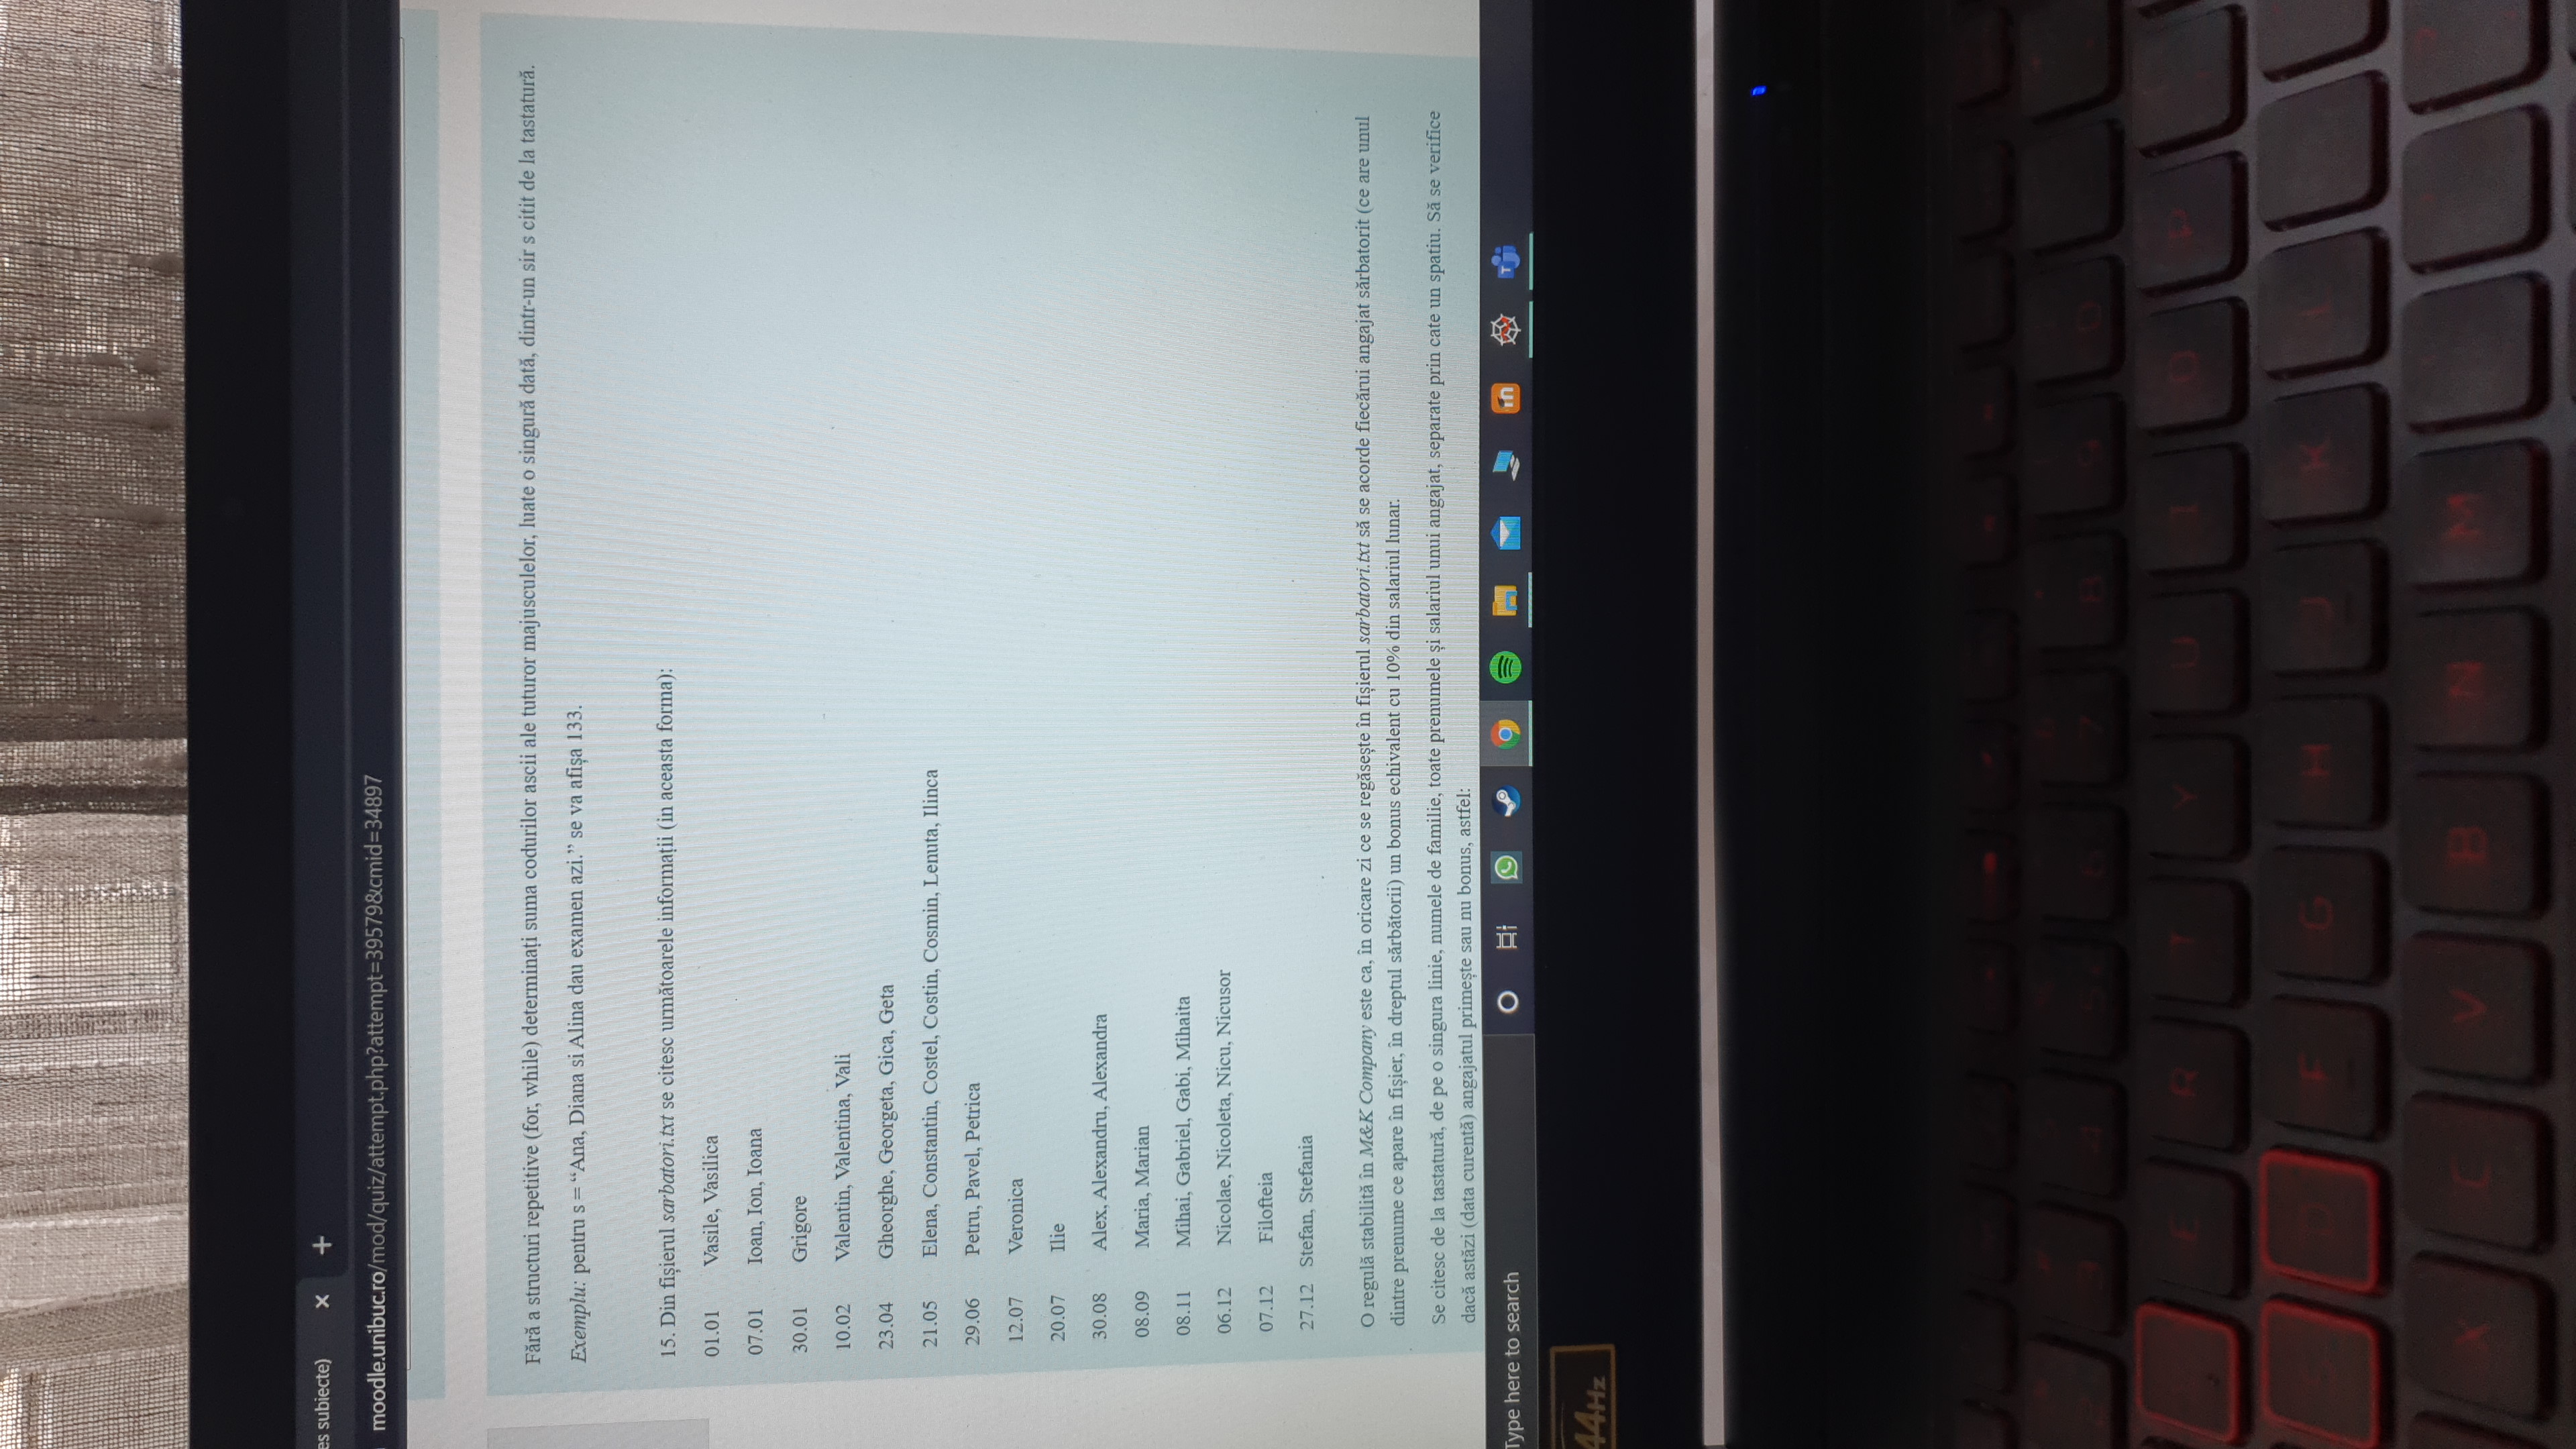 es subiecte)
moodle.unibuc.ro/mod/quiz/attempt.php?attempt=39579&cmid=34897
Fără a structuri repetitive (for, while) determinați suma codurilor ascii ale tuturor majusculelor, luate o singură dată, dintr-un sir s citit de la tastatură.
Exemplu: pentru s = “Ana, Diana si Alina dau examen azi.” se va afișa 133.
15. Din fișierul sarbatori.txt se citesc următoarele informații (in aceasta forma):
01.01 Vasile, Vasilica
07.01 Ioan, Ion, Ioana
30.01 Grigore
10.02 Valentin, Valentina, Vali
23.04 Gheorghe, Georgeta, Gica, Geta
21.05 Elena, Constantin, Costel, Costin, Cosmin, Lenuta, Ilinca
29.06 Petru, Pavel, Petrica
12.07 Veronica
20.07 Ilie
30.08 Alex, Alexandru, Alexandra
08.09 Maria, Marian
08.11 Mihai, Gabriel, Gabi, Mihaita
06.12 Nicolae, Nicoleta, Nicu, Nicusor
07.12 Filofteia
27.12 Stefan, Stefania
O regulă stabilită în M&K Company este ca, în oricare zi ce se regăsește în fișierul sarbatori.txt să se acorde fiecărui angajat sărbatorit (ce are unul
dintre prenume ce apare în fișier, în dreptul sărbătorii) un bonus echivalent cu 10% din salariul lunar.
Se citesc de la tastatură, de pe o singura linie, numele de familie, toate prenumele și salariul unui angajat, separate prin cate un spatiu. Să se verifice
dacă astăzi (data curentă) angajatul primește sau nu bonus, astfel:
Type here to search
44Hz
E R T Y U I O P
D F G H J K L
X C V B N M